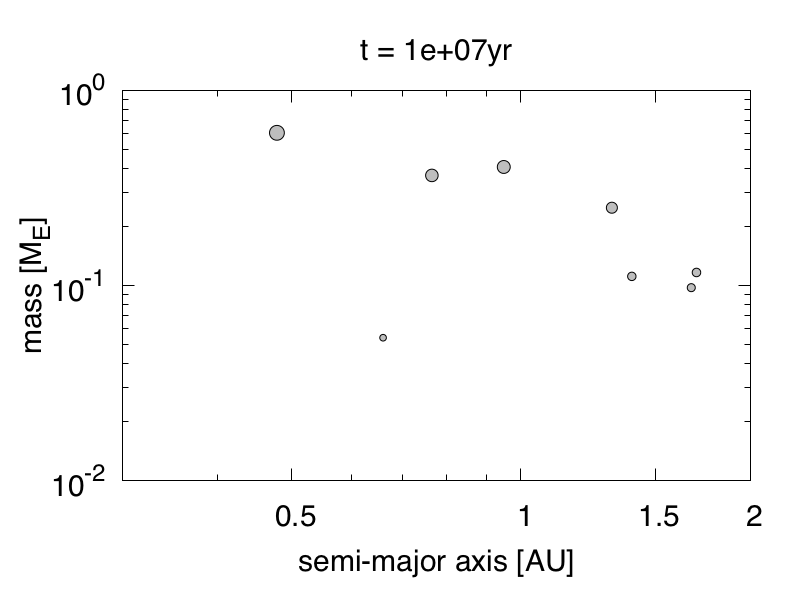 t = 1e+07yr
10^0
10^-1
10^-2
mass [M_E]
0.5 1 1.5 2
semi-major axis [AU]